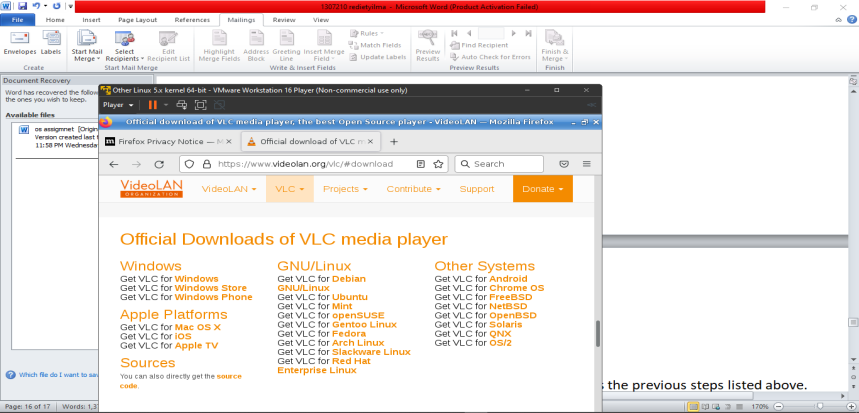 1307210 redietyilma - Microsoft Word (Product Activation Failed)
File Home Insert Page Layout References Mailings Review View
Envelopes Labels
Start Mail Merge
Select Recipients
Edit Recipient List
Highlight Merge Fields
Address Block
Greeting Line
Insert Merge Field
Rules
Match Fields
Update Labels
Preview Results
Find Recipient
Auto Check for Errors
Finish & Merge
Create Start Mail Merge Write & Insert Fields Preview Results Finish
Document Recovery
Word has recovered the follow
the ones you wish to keep.
Available files
os assigmnet [Origin
Version created last t
11:58 PM Wednesda
Which file do I want to sav
Other Linux 5.x kernel 64-bit - VMware Workstation 16 Player (Non-commercial use only)
Player
Official download of VLC media player, the best Open Source player - VideoLAN — Mozilla Firefox
Firefox Privacy Notice — M
Official download of VLC m
https://www.videolan.org/vlc/#download
Search
VideoLAN
ORGANIZATION
VideoLAN VLC Projects Contribute Support Donate
Official Downloads of VLC media player
Windows
Get VLC for Windows
Get VLC for Windows Store
Get VLC for Windows Phone
Apple Platforms
Get VLC for Mac OS X
Get VLC for iOS
Get VLC for Apple TV
Sources
You can also directly get the source
code.
GNU/Linux
Get VLC for Debian
GNU/Linux
Get VLC for Ubuntu
Get VLC for Mint
Get VLC for openSUSE
Get VLC for Gentoo Linux
Get VLC for Fedora
Get VLC for Arch Linux
Get VLC for Slackware Linux
Get VLC for Red Hat
Enterprise Linux
Other Systems
Get VLC for Android
Get VLC for Chrome OS
Get VLC for FreeBSD
Get VLC for NetBSD
Get VLC for OpenBSD
Get VLC for Solaris
Get VLC for QNX
Get VLC for OS/2
s the previous steps listed above.
Page: 16 of 17 Words: 1,3
170%